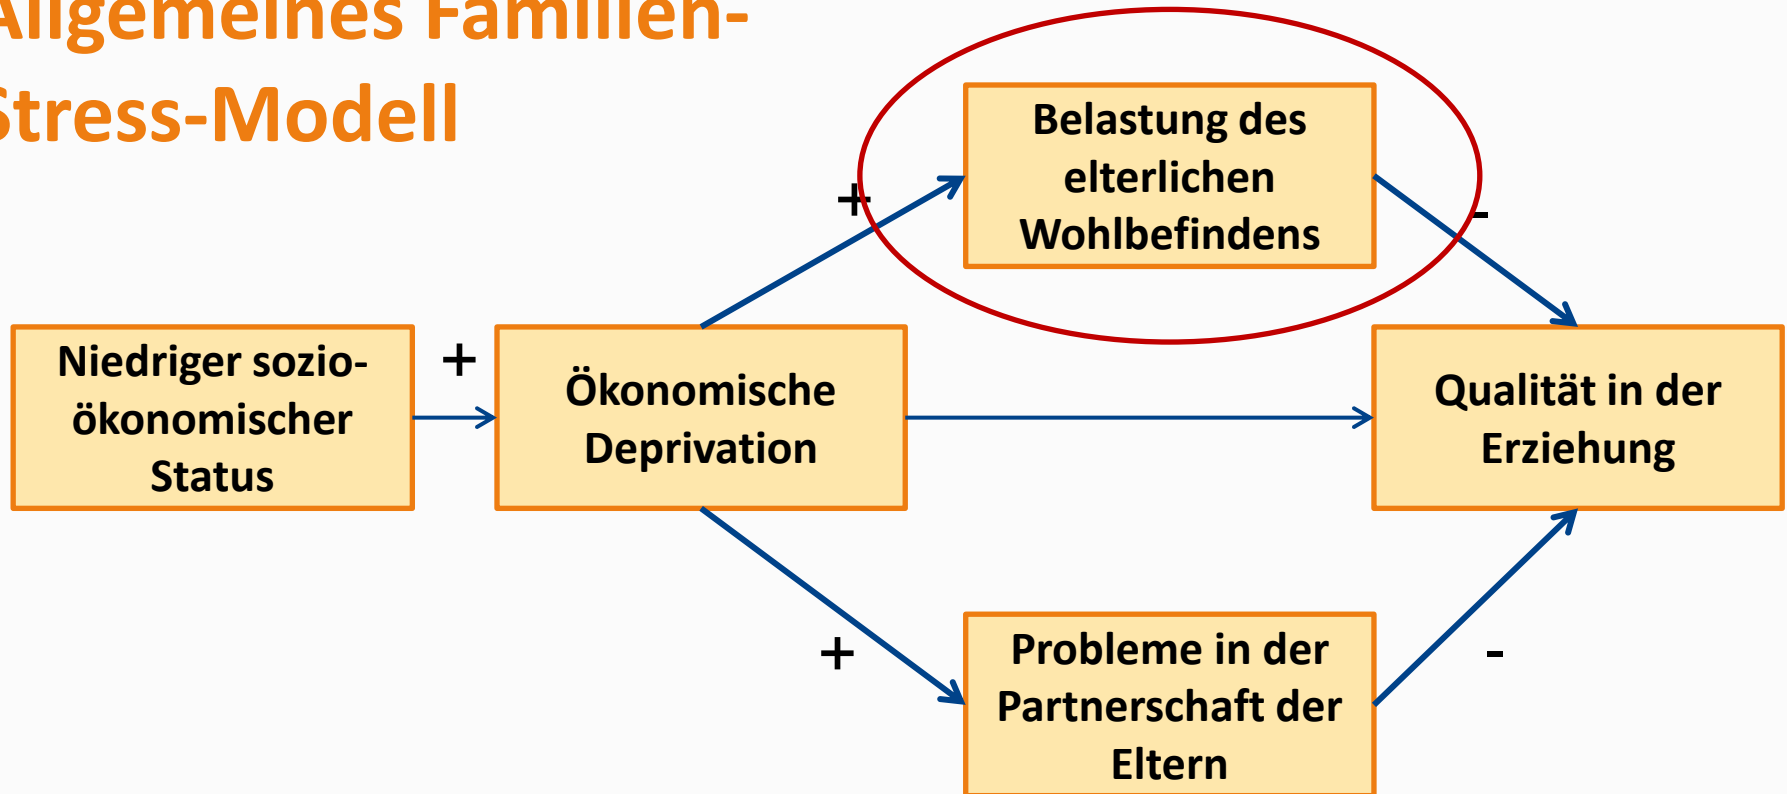 Allgemeines Familien-
Stress-Modell
Belastung des
elterlichen
Wohlbefindens
+
-
Niedriger sozio-
ökonomischer
Status
+
Ökonomische
Deprivation
Qualität in der
Erziehung
+
-
Probleme in der
Partnerschaft der
Eltern